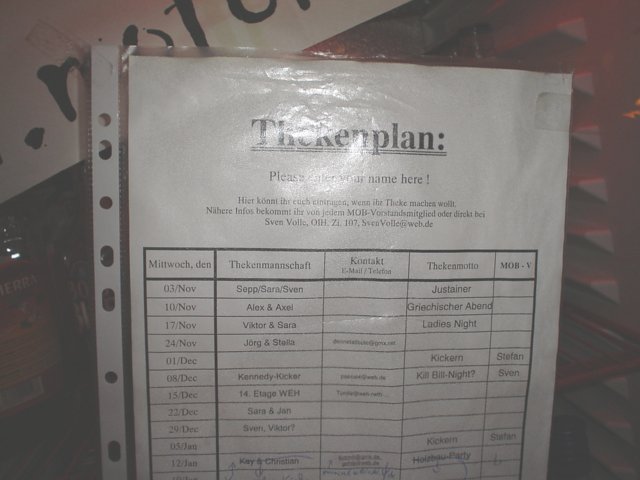 Thekenplan:
Please enter your name here !
Hier könnt ihr euch eintragen, wenn ihr Theke machen wollt.
Nähere Infos bekommt ihr von jedem MOB-Vorstandsmitglied oder direkt bei
Sven Volle, OIH, Zi. 107, SvenVolle@web.de
Mittwoch, den Thekenmannschaft Kontakt E-Mail / Telefon Thekenmotto MOB - V
03/Nov Sepp/Sara/Sven Justainer
10/Nov Alex & Axel Griechischer Abend
17/Nov Viktor & Sara Ladies Night
24/Nov Jörg & Stella
01/Dec Kickern Stefan
08/Dec Kennedy-Kicker Kill Bill-Night? Sven
15/Dec 14. Etage WEH
22/Dec Sara & Jan
29/Dec Sven, Viktor?
05/Jan Kickern Stefan
12/Jan Kay & Christian Holzbau-Party